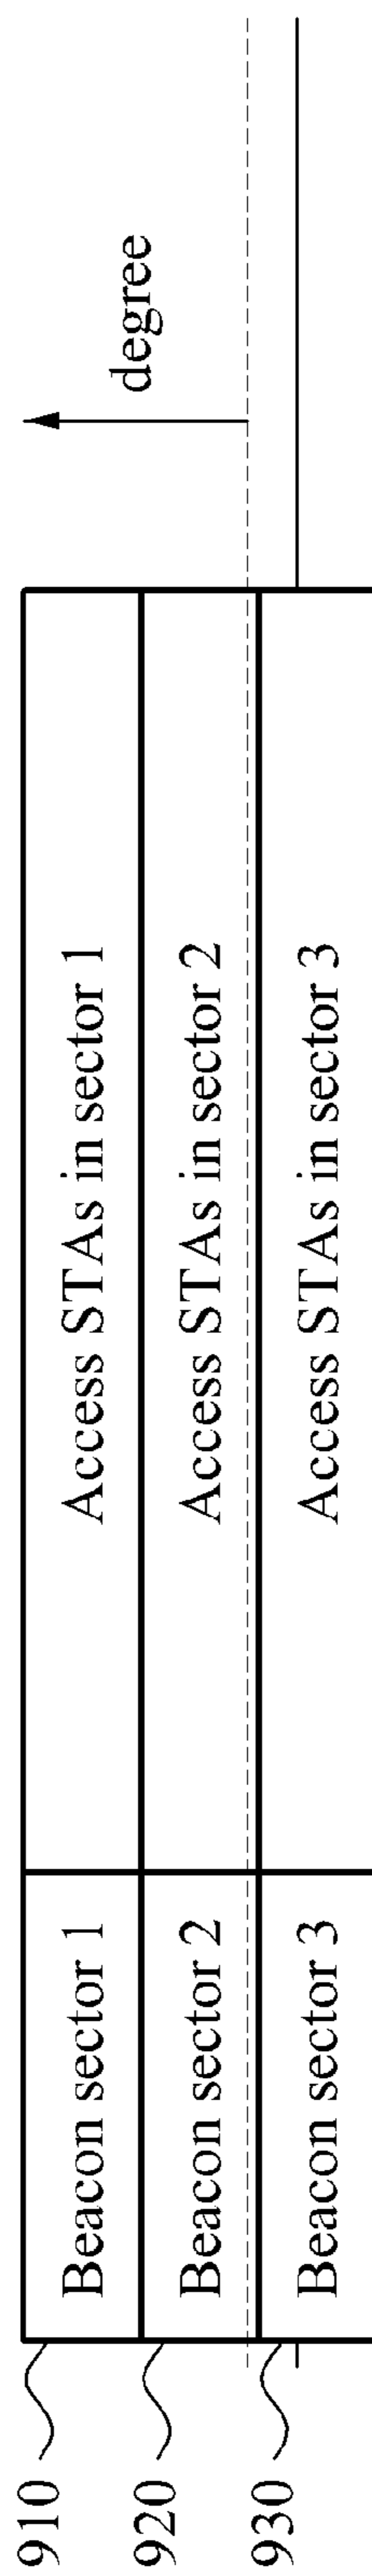 910
Beacon sector 1
Access STAs in sector 1
degree
920
Beacon sector 2
Access STAs in sector 2
930
Beacon sector 3
Access STAs in sector 3